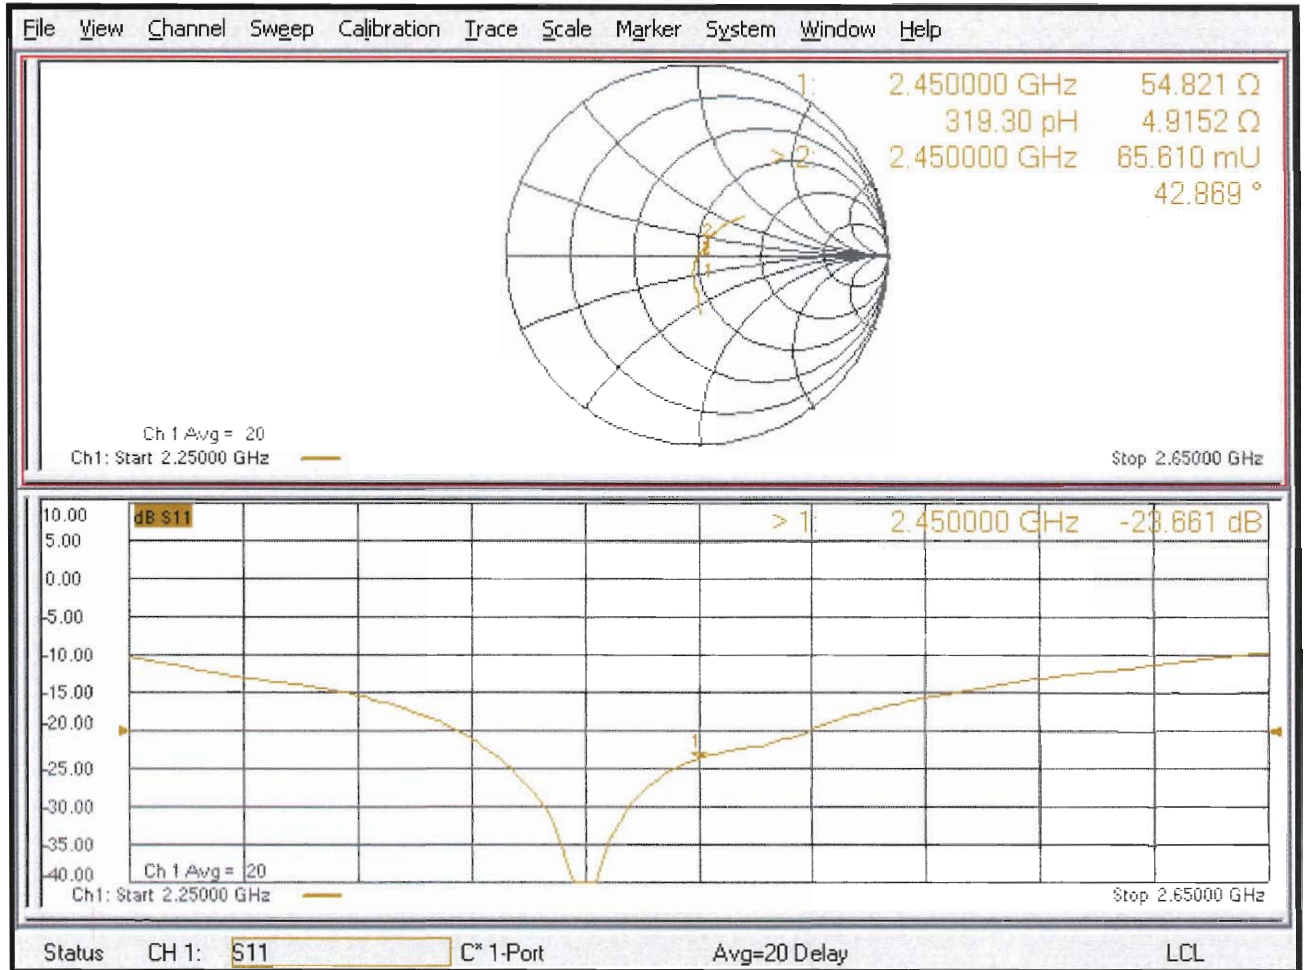 File View Channel Sweep Calibration Trace Scale Marker System Window Help
1: 2.450000 GHz 54.821 Ω
319.30 pH 4.9152 Ω
> 2: 2.450000 GHz 65.610 mU
42.869 °
2
1
Ch 1 Avg = 20
Ch1: Start 2.25000 GHz
Stop 2.65000 GHz
10.00
dB S11
> 1: 2.450000 GHz -23.661 dB
5.00
0.00
-5.00
-10.00
-15.00
-20.00
1
-25.00
-30.00
-35.00
-40.00
Ch 1 Avg = 20
Ch1: Start 2.25000 GHz
Stop 2.65000 GHz
Status CH 1: S11 C* 1-Port Avg=20 Delay LCL